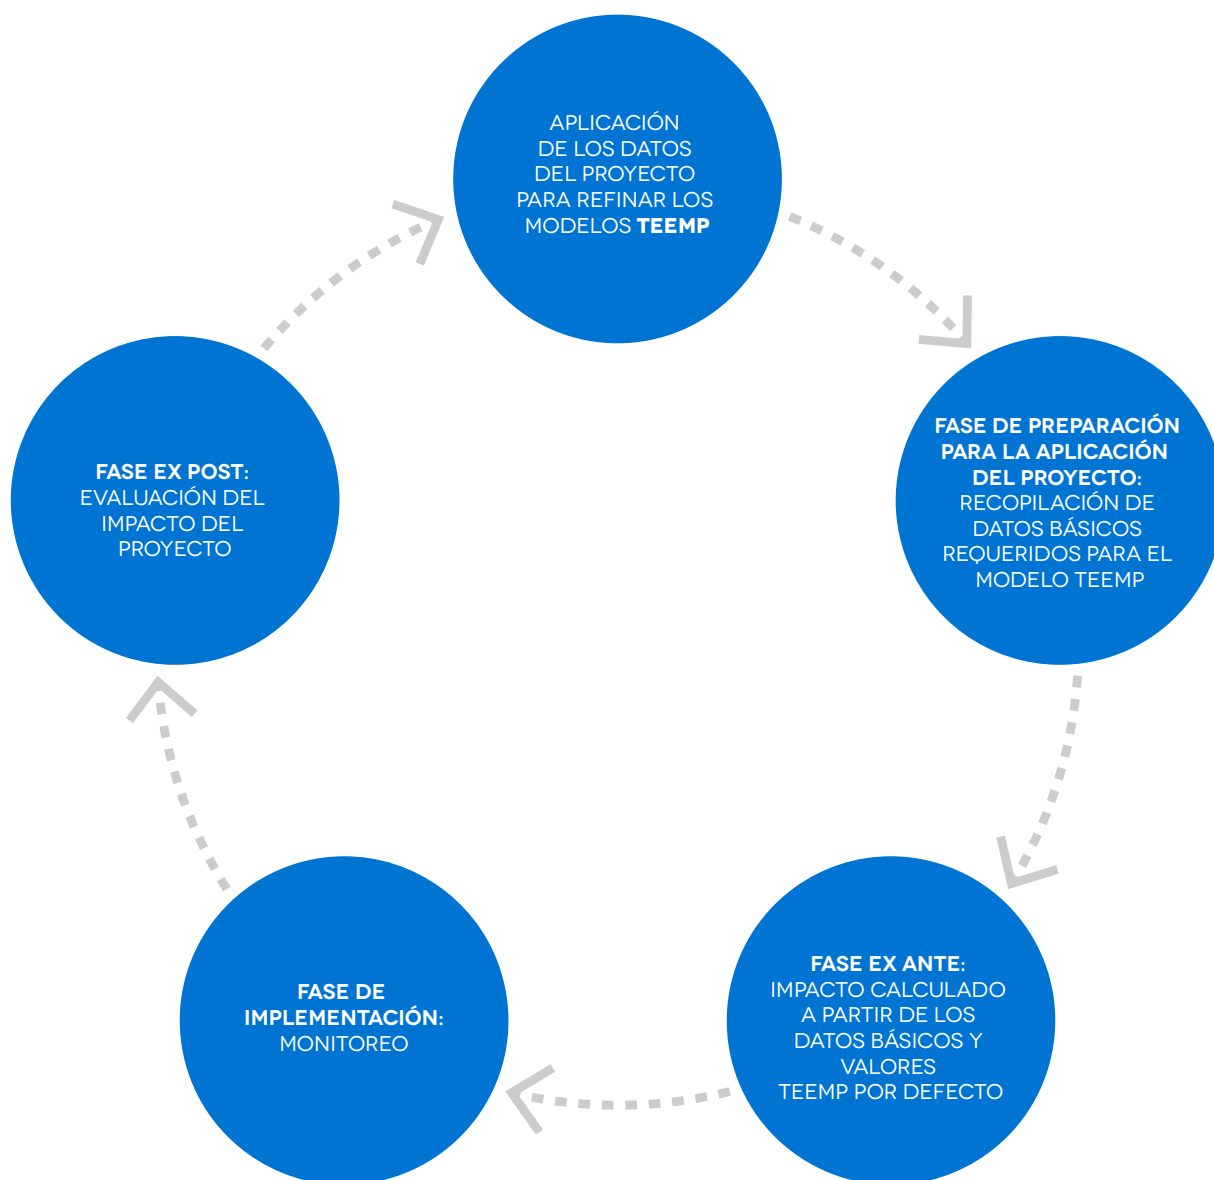 APLICACIÓN
DE LOS DATOS
DEL PROYECTO
PARA REFINAR LOS
MODELOS TEEMP
FASE DE PREPARACIÓN
PARA LA APLICACIÓN
DEL PROYECTO:
RECOPILACIÓN DE
DATOS BÁSICOS
REQUERIDOS PARA EL
MODELO TEEMP
FASE EX ANTE:
IMPACTO CALCULADO
A PARTIR DE LOS
DATOS BÁSICOS Y
VALORES
TEEMP POR DEFECTO
FASE DE
IMPLEMENTACIÓN:
MONITOREO
FASE EX POST:
EVALUACIÓN DEL
IMPACTO DEL
PROYECTO